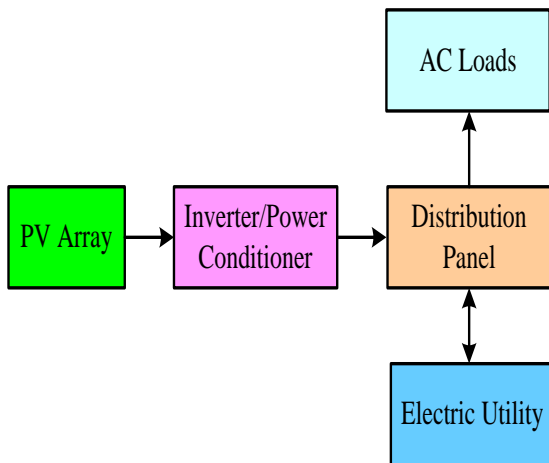 AC Loads
PV Array
Inverter/Power
Conditioner
Distribution
Panel
Electric Utility